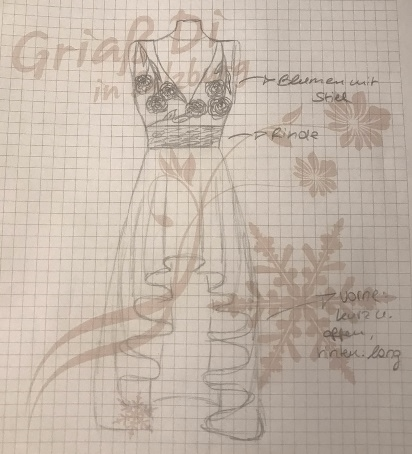 Griaß Di
in
Blumen mit
Stiel
Rinde
vorne
kurz u.
offen,
hinten lang